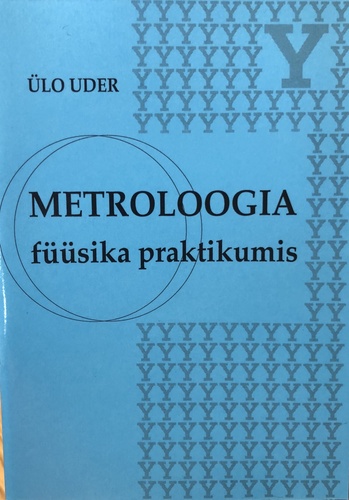 ÜLO UDER
METROLOOGIA
füüsika praktikumis